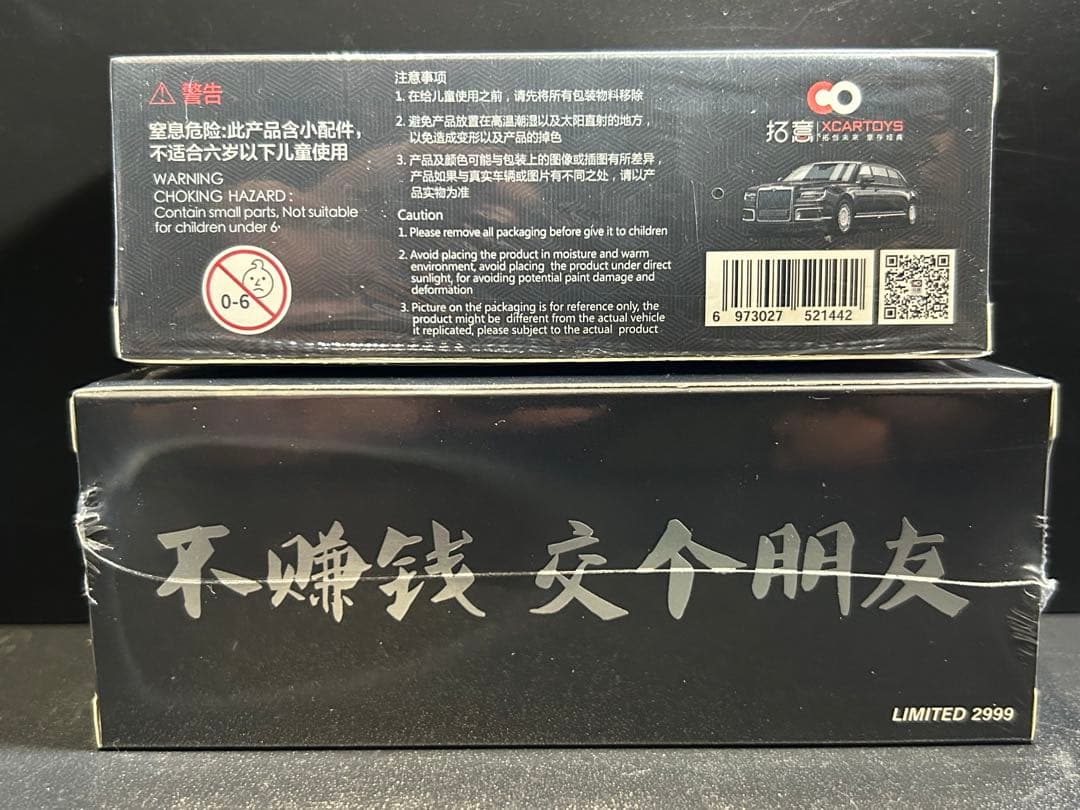 警告
窒息危险:此产品含小配件，
不适合六岁以下儿童使用
WARNING
CHOKING HAZARD:
Contain small parts, Not suitable
for children under 6·
0-6
注意事项
1. 在给儿童使用之前，请先将所有包装物料移除
2. 避免产品放置在高温潮湿以及太阳直射的地方，
以免造成变形以及产品的掉色
3. 产品及颜色可能与包装上的图像或插图有所差异，
产品如果与真实车辆或图片有不同之处，请以产
品实物为准
Caution
1. Please remove all packaging before give it to children
2. Avoid placing the product in moisture and warm
environment, avoid placing the product under direct
sunlight, for avoiding potential paint damage and
deformation
3. Picture on the packaging is for reference only, the
product might be different from the actual vehicle
it replicated, please subject to the actual product
拓意 XCARTOYS
6 973027 521442
不赚钱 交个朋友
LIMITED 2999